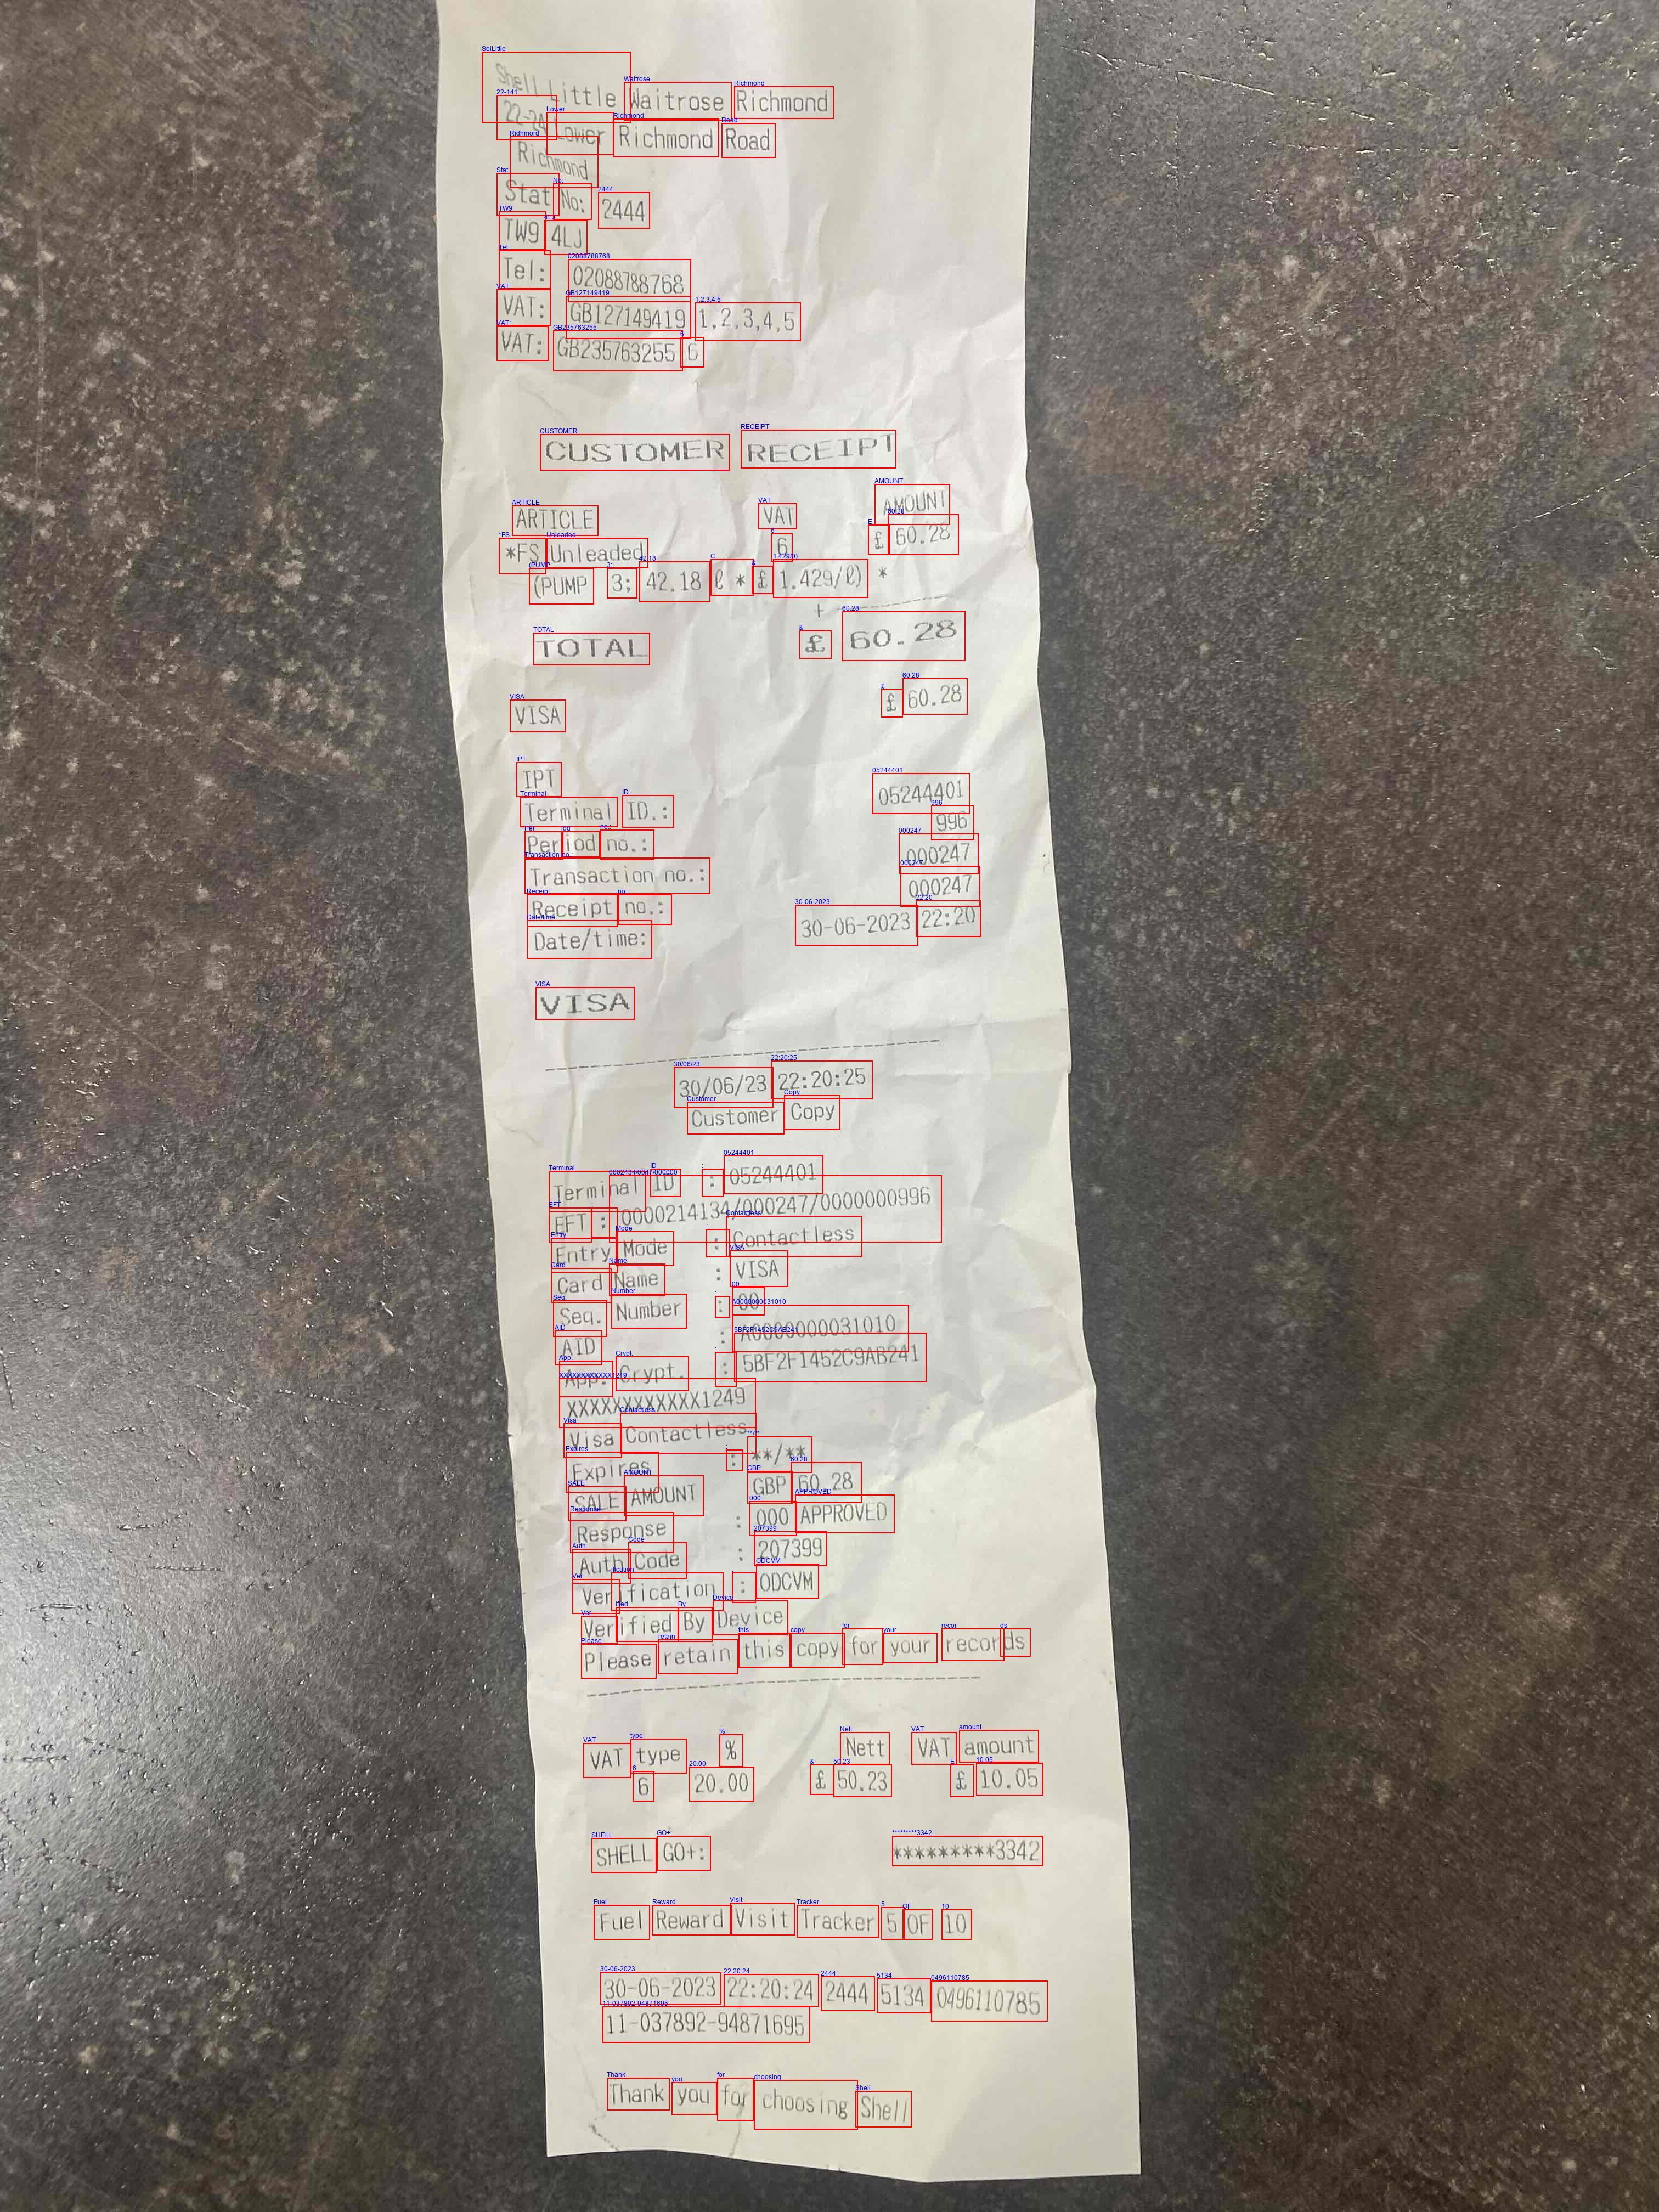 Shell Little Waitrose Richmond
22-24 Lower Richmond Road
Richmond
Stat No: 2444
TW9 4LJ
Tel: 02088788768
VAT: GB127149419 1,2,3,4,5
VAT: GB235763255 6
CUSTOMER RECEIPT
ARTICLE VAT AMOUNT
*FS Unleaded 6 £ 60.28
(PUMP 3; 42.18 ℓ * £ 1.429/ℓ) *
+
TOTAL £ 60.28
VISA £ 60.28
IPT
Terminal ID.: 05244401
Period no.: 996
Transaction no.: 000247
Receipt no.: 000247
Date/time: 30-06-2023 22:20
VISA
30/06/23 22:20:25
Customer Copy
Terminal ID : 05244401
EFT : 0000214134/000247/0000000996
Entry Mode : Contactless
Card Name : VISA
Seq. Number : 00
AID : A0000000031010
App. Crypt. : 5BF2F1452C9AB241
XXXXXXXXXXXX1249
Visa Contactless
Expires : **/**
SALE AMOUNT GBP 60.28
Response : 000 APPROVED
Auth Code : 207399
Verification : ODCVM
Verified By Device
Please retain this copy for your records
VAT type % Nett VAT amount
6 20.00 £ 50.23 £ 10.05
SHELL GO+: *********3342
Fuel Reward Visit Tracker 5 OF 10
30-06-2023 22:20:24 2444 5134 0496110785
11-037892-94871695
Thank you for choosing Shell